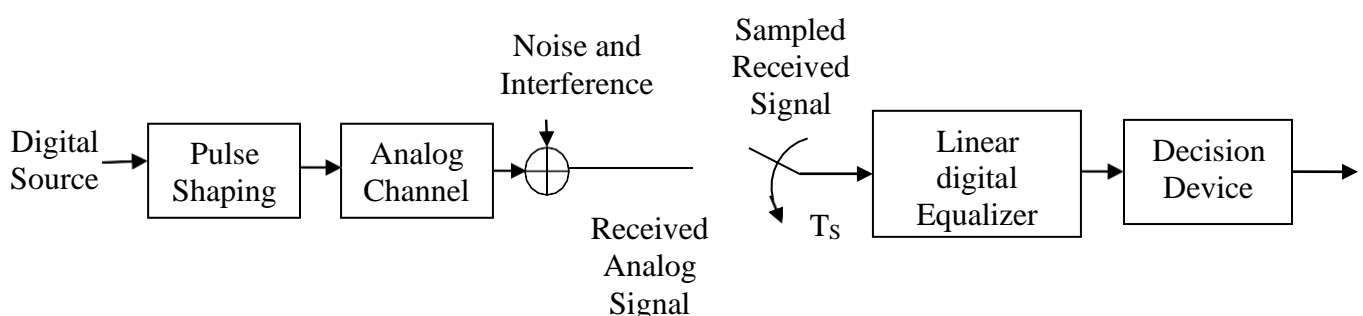 Digital
Source
Pulse
Shaping
Analog
Channel
Noise and
Interference
Received
Analog
Signal
Sampled
Received
Signal
TS
Linear
digital
Equalizer
Decision
Device